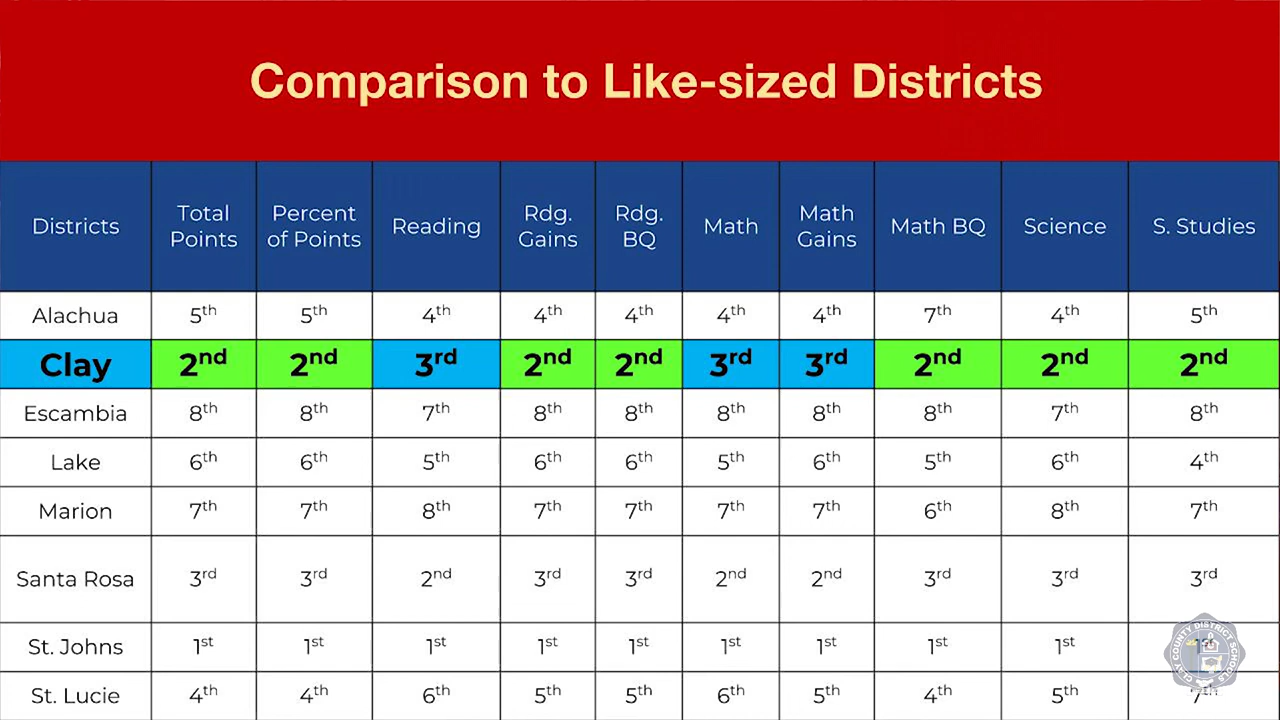 Comparison to Like-sized Districts
Districts Total Points Percent of Points Reading Rdg. Gains Rdg. BQ Math Math Gains Math BQ Science S. Studies
Alachua 5th 5th 4th 4th 4th 4th 4th 7th 4th 5th
Clay 2nd 2nd 3rd 2nd 2nd 3rd 3rd 2nd 2nd 2nd
Escambia 8th 8th 7th 8th 8th 8th 8th 8th 7th 8th
Lake 6th 6th 5th 6th 6th 5th 6th 5th 6th 4th
Marion 7th 7th 8th 7th 7th 7th 7th 6th 8th 7th
Santa Rosa 3rd 3rd 2nd 3rd 3rd 2nd 2nd 3rd 3rd 3rd
St. Johns 1st 1st 1st 1st 1st 1st 1st 1st 1st 1st
St. Lucie 4th 4th 6th 5th 5th 6th 5th 4th 5th
CLAY COUNTY DISTRICT SCHOOLS